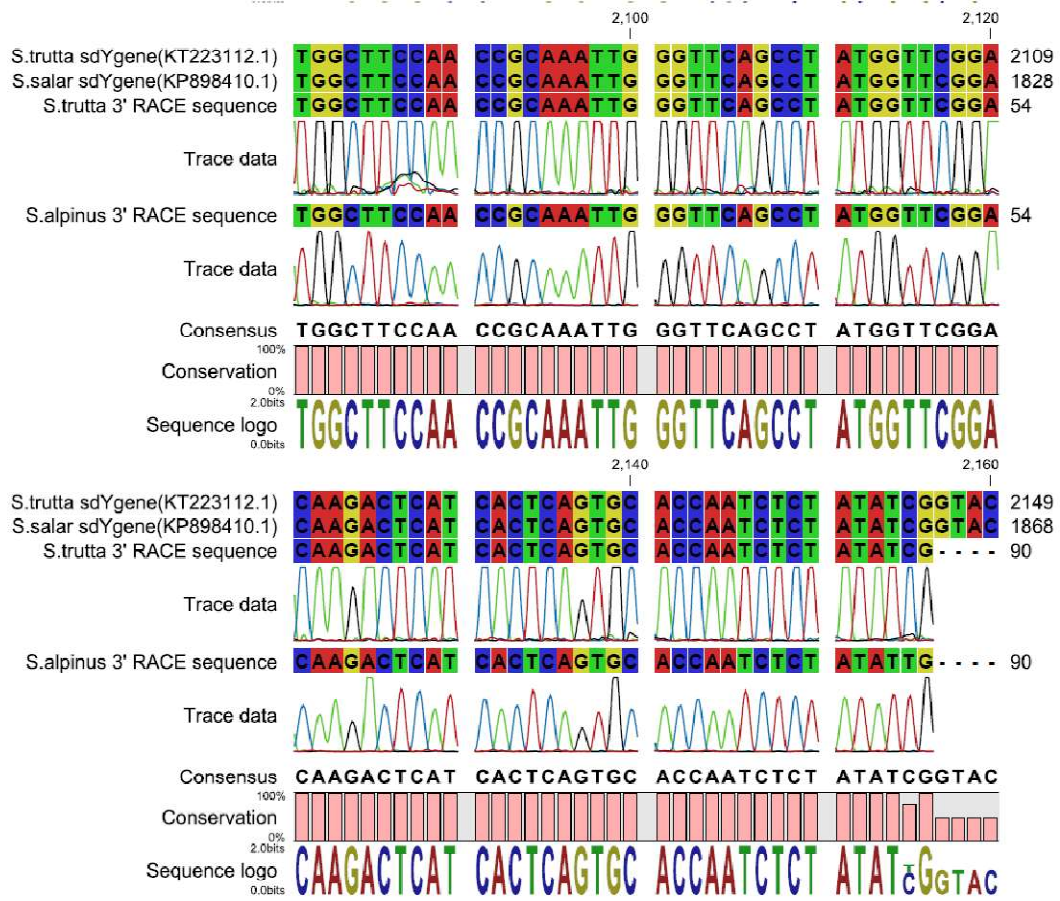 2,100 2,120
S.trutta sdYgene(KT223112.1) TGGCTTCCAA CCGCAAATTG GGTTCAGCCT ATGGTTCGGA 2109
S.salar sdYgene(KP898410.1) TGGCTTCCAA CCGCAAATTG GGTTCAGCCT ATGGTTCGGA 1828
S.trutta 3' RACE sequence TGGCTTCCAA CCGCAAATTG GGTTCAGCCT ATGGTTCGGA 54
Trace data
S.alpinus 3' RACE sequence TGGCTTCCAA CCGCAAATTG GGTTCAGCCT ATGGTTCGGA 54
Trace data
Consensus TGGCTTCCAA CCGCAAATTG GGTTCAGCCT ATGGTTCGGA
100%
Conservation
0%
2.0bits
Sequence logo TGGCTTCCAA CCGCAAATTG GGTTCAGCCT ATGGTTCGGA
0.0bits
2,140 2,160
S.trutta sdYgene(KT223112.1) CAAGACTCAT CACTCAGTGC ACCAATCTCT ATATCGGTAC 2149
S.salar sdYgene(KP898410.1) CAAGACTCAT CACTCAGTGC ACCAATCTCT ATATCGGTAC 1868
S.trutta 3' RACE sequence CAAGACTCAT CACTCAGTGC ACCAATCTCT ATATCG---- 90
Trace data
S.alpinus 3' RACE sequence CAAGACTCAT CACTCAGTGC ACCAATCTCT ATATTG---- 90
Trace data
Consensus CAAGACTCAT CACTCAGTGC ACCAATCTCT ATATCGGTAC
100%
Conservation
0%
2.0bits
Sequence logo CAAGACTCAT CACTCAGTGC ACCAATCTCT ATATTCGGTAC
0.0bits